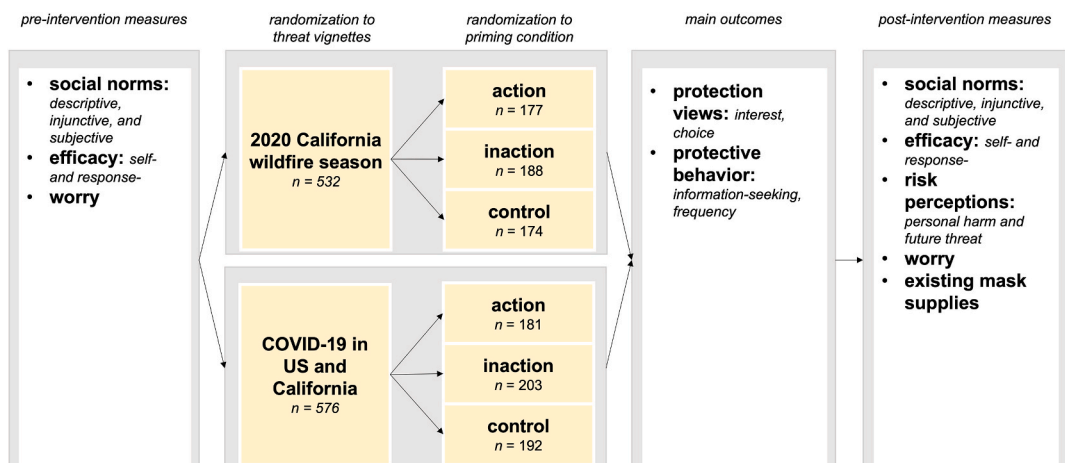 pre-intervention measures
randomization to
threat vignettes
randomization to
priming condition
main outcomes
post-intervention measures
• social norms:
descriptive,
injunctive, and
subjective
• efficacy: self-
and response-
• worry
2020 California
wildfire season
n = 532
action
n = 177
inaction
n = 188
control
n = 174
COVID-19 in
US and
California
n = 576
action
n = 181
inaction
n = 203
control
n = 192
• protection
views: interest,
choice
• protective
behavior:
information-seeking,
frequency
• social norms:
descriptive, injunctive,
and subjective
• efficacy: self- and
response-
• risk
perceptions:
personal harm and
future threat
• worry
• existing mask
supplies